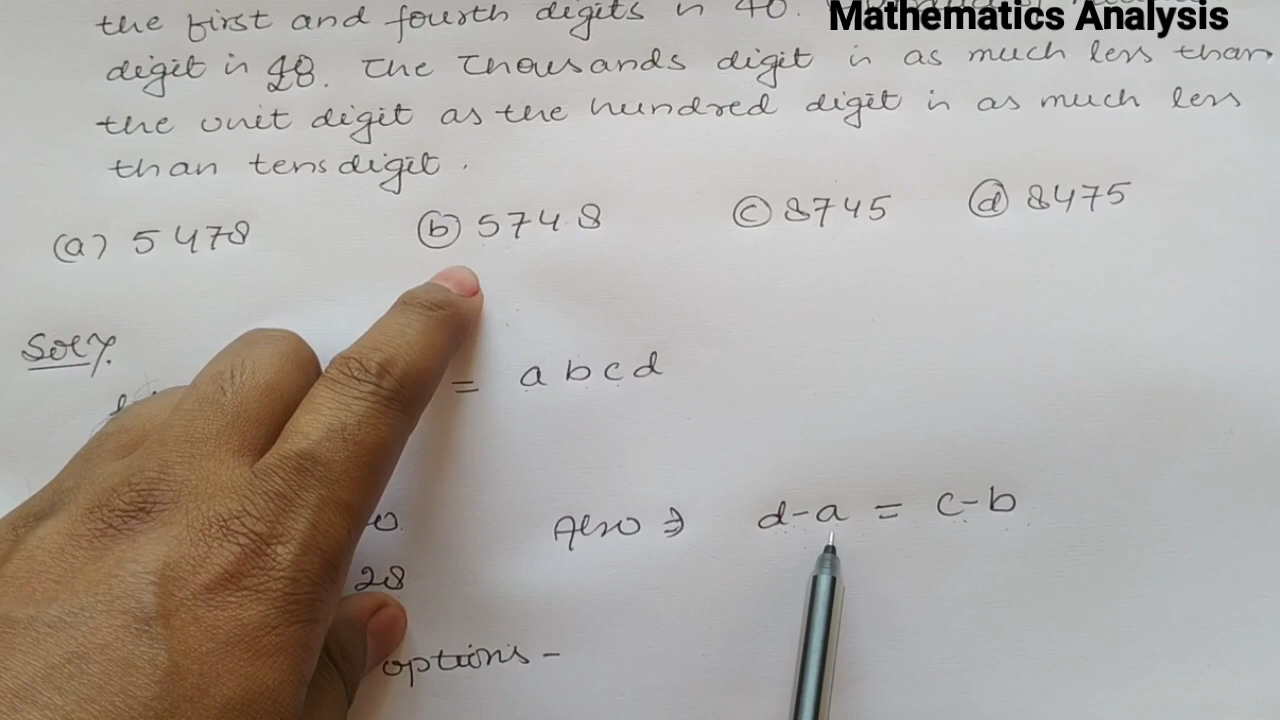 Mathematics Analysis
the first and fourth digits is 40.
digit is 28. The Thousands digit is as much less than
the unit digit as the hundred digit is as much less
than tens digit.
(a) 5478 (b) 5748 (c) 8745 (d) 8475
Soln.
= abcd
0. Also ⇒ d-a = c-b
28
options -